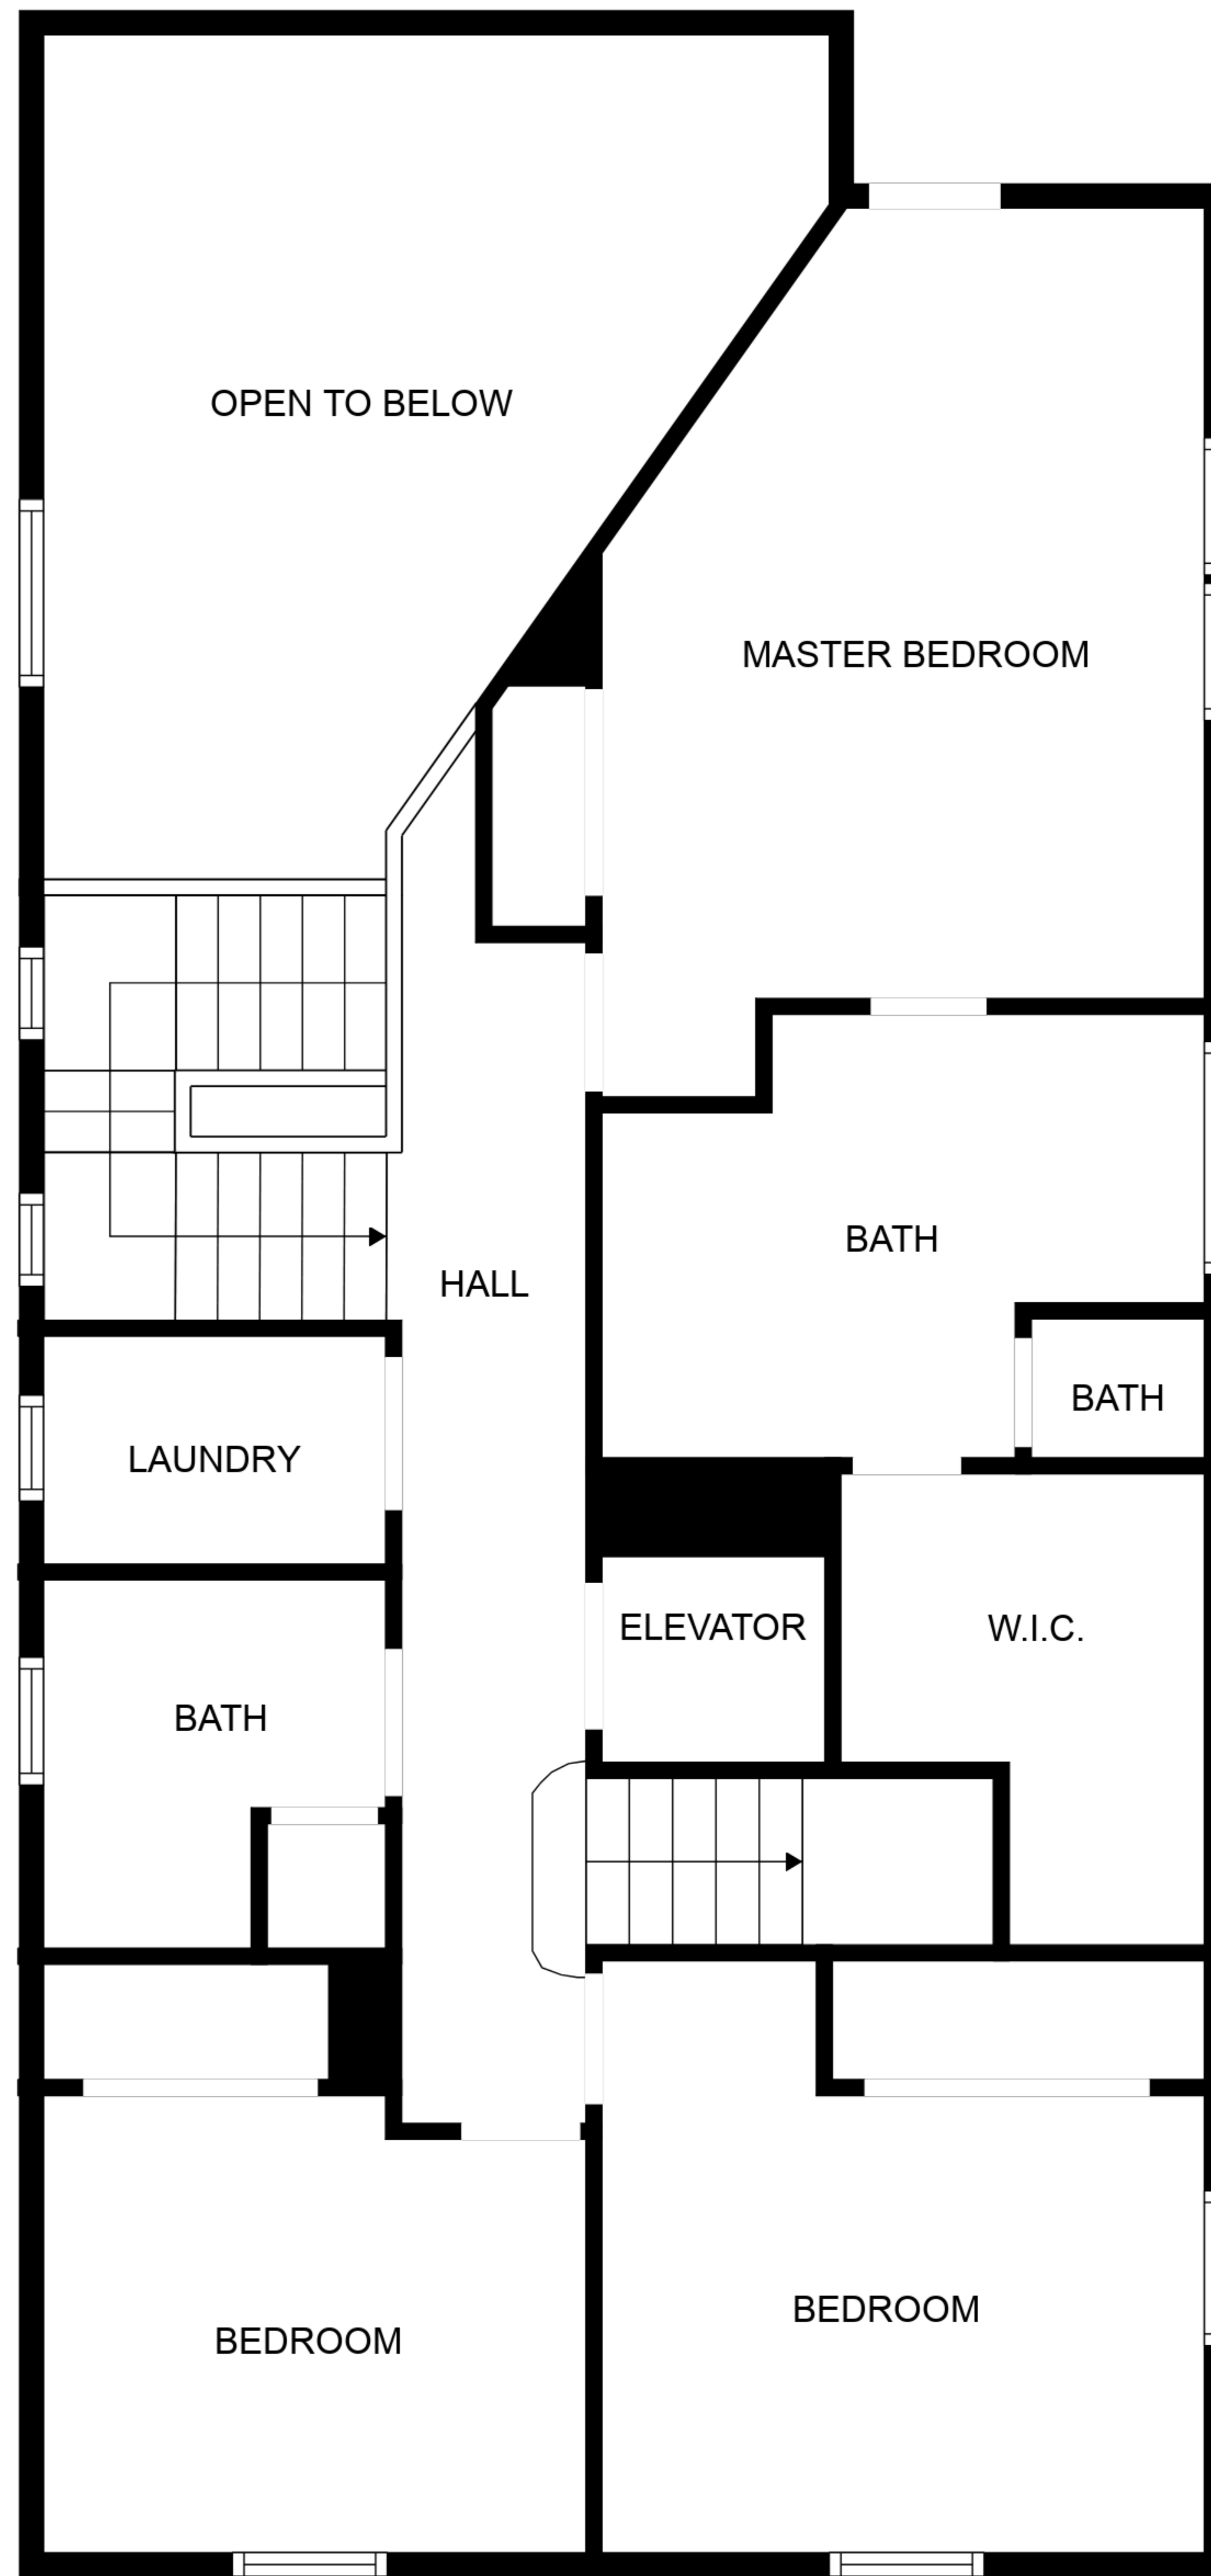 OPEN TO BELOW
MASTER BEDROOM
BATH
HALL
BATH
LAUNDRY
ELEVATOR
W.I.C.
BATH
BEDROOM
BEDROOM